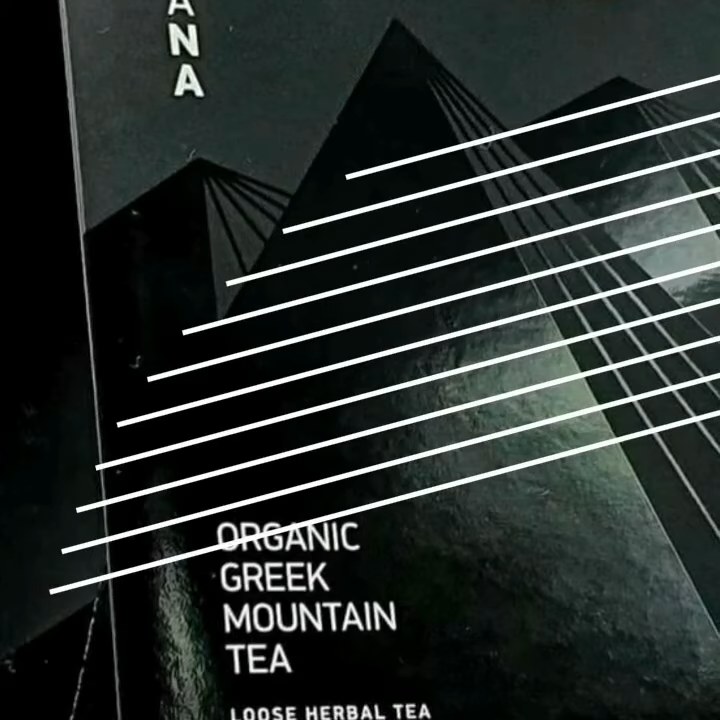 ANA
ORGANIC
GREEK
MOUNTAIN
TEA
LOOSE HERBAL TEA